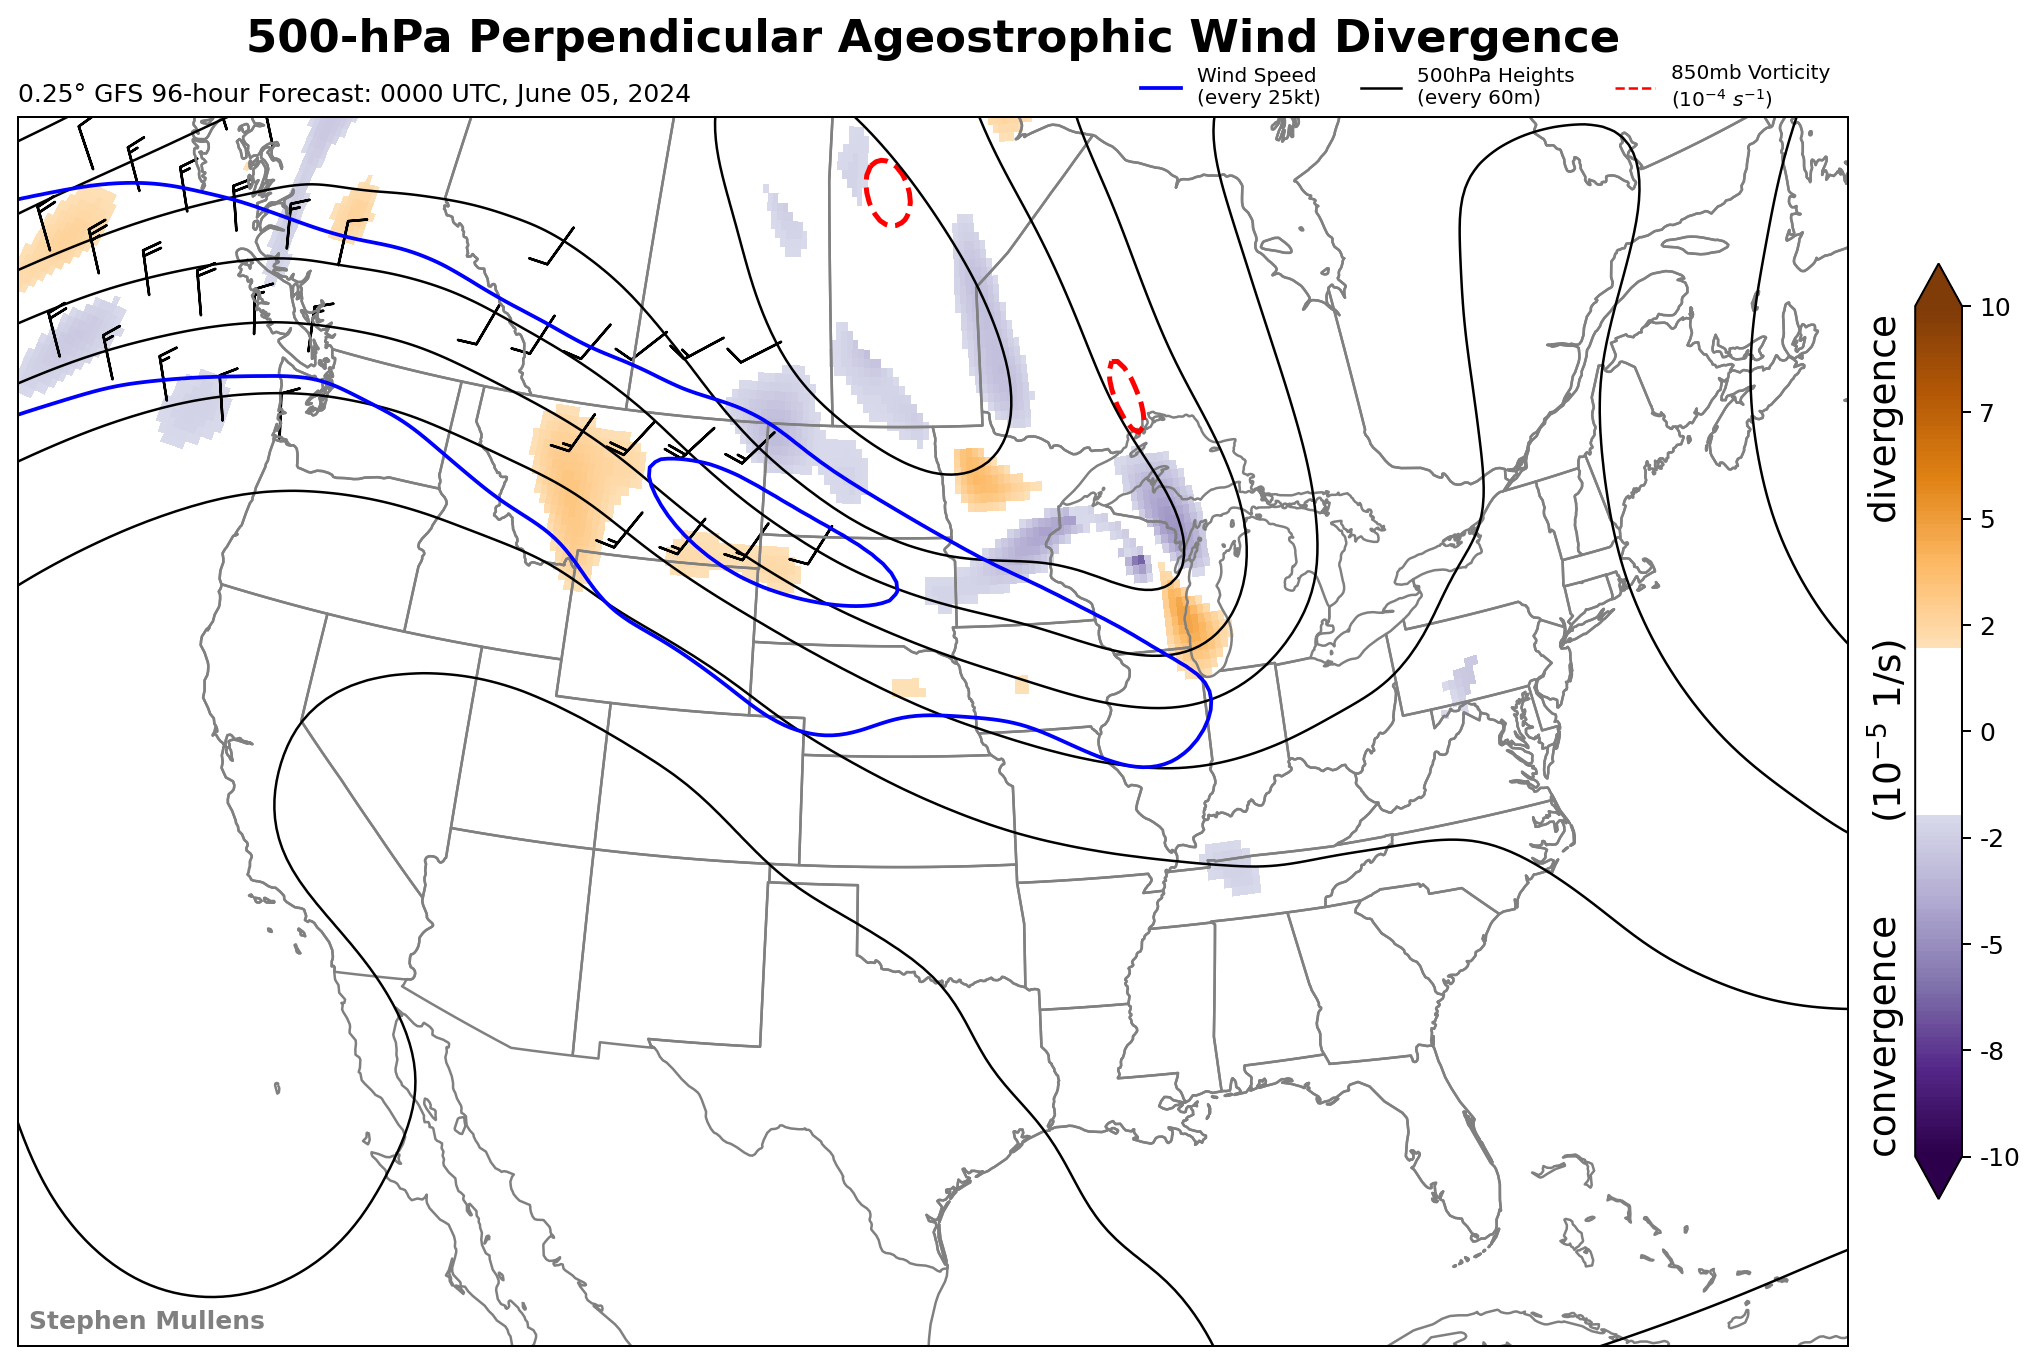 500-hPa Perpendicular Ageostrophic Wind Divergence
0.25° GFS 96-hour Forecast: 0000 UTC, June 05, 2024
Wind Speed
(every 25kt)
500hPa Heights
(every 60m)
850mb Vorticity
(10⁻⁴ s⁻¹)
10
7
5
2
0
-2
-5
-8
-10
convergence (10⁻⁵ 1/s) divergence
Stephen Mullens